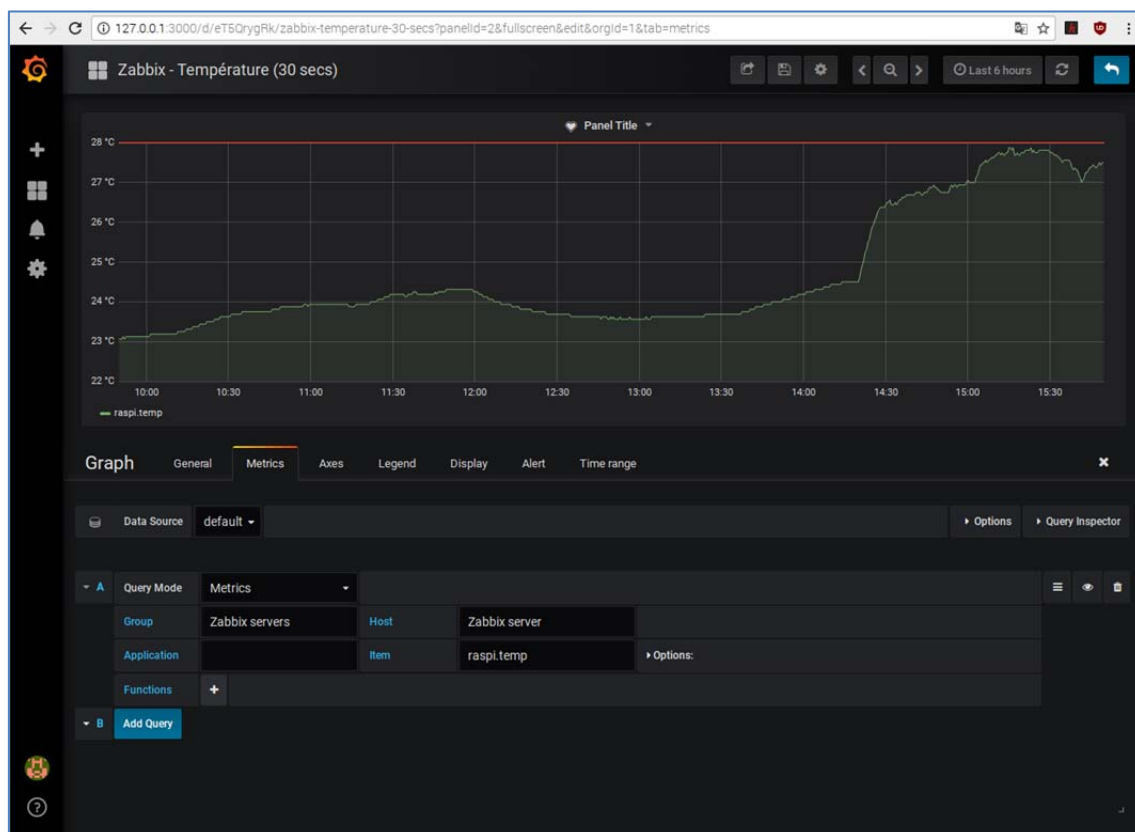 127.0.0.1:3000/d/eT5QrygRk/zabbix-temperature-30-secs?panelId=2&fullscreen&edit&orgId=1&tab=metrics
Zabbix - Température (30 secs)
Last 6 hours
Panel Title
28 °C
27 °C
26 °C
25 °C
24 °C
23 °C
22 °C
10:00 10:30 11:00 11:30 12:00 12:30 13:00 13:30 14:00 14:30 15:00 15:30
raspi.temp
Graph General Metrics Axes Legend Display Alert Time range
Data Source default Options Query Inspector
A Query Mode Metrics
Group Zabbix servers Host Zabbix server
Application Item raspi.temp Options:
Functions +
B Add Query